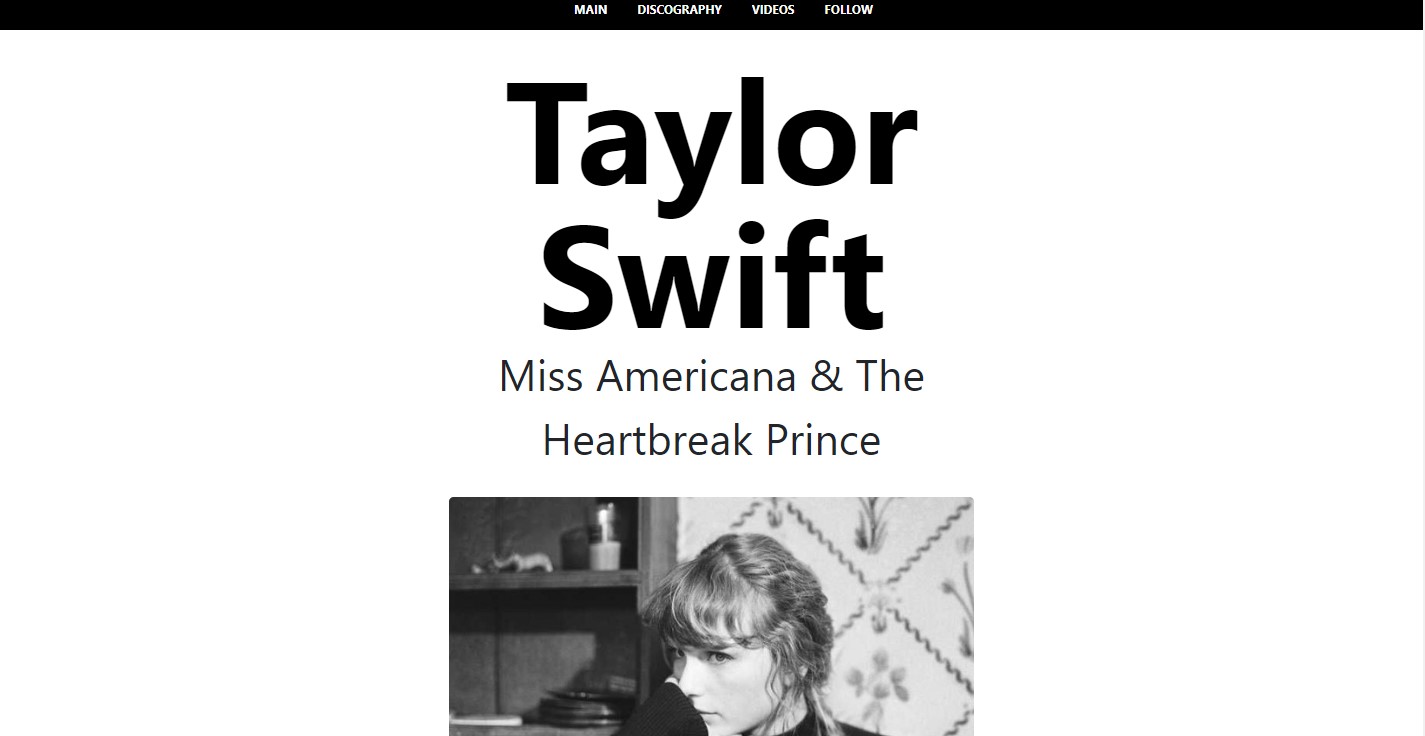 MAIN DISCOGRAPHY VIDEOS FOLLOW
Taylor
Swift
Miss Americana & The
Heartbreak Prince